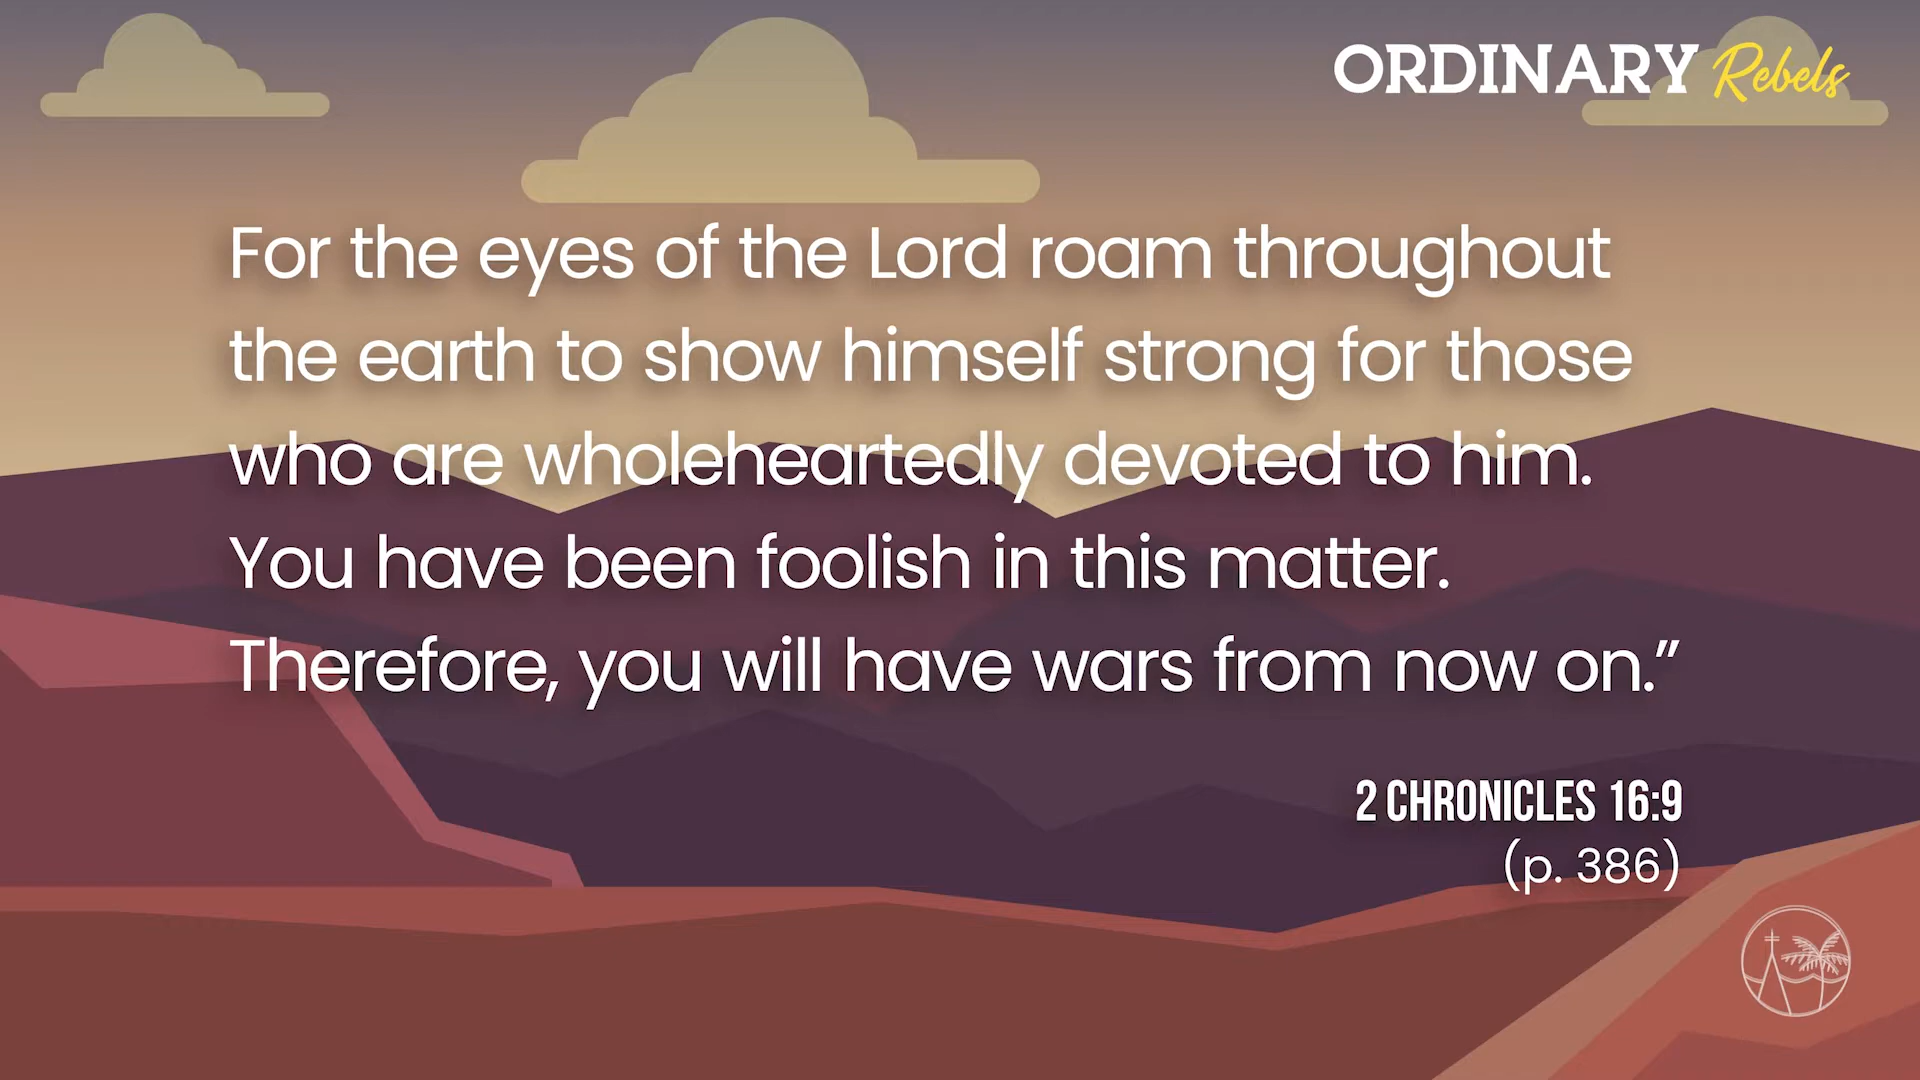 ORDINARY Rebels
For the eyes of the Lord roam throughout
the earth to show himself strong for those
who are wholeheartedly devoted to him.
You have been foolish in this matter.
Therefore, you will have wars from now on.”
2 CHRONICLES 16:9
(p. 386)